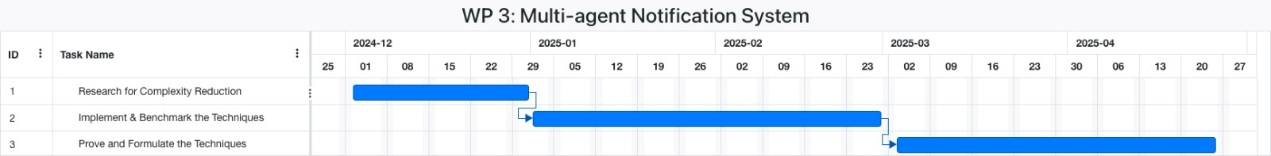 WP 3: Multi-agent Notification System
ID Task Name 2024-12 2025-01 2025-02 2025-03 2025-04
25 01 08 15 22 29 05 12 19 26 02 09 16 23 02 09 16 23 30 06 13 20 27
1 Research for Complexity Reduction
2 Implement & Benchmark the Techniques
3 Prove and Formulate the Techniques